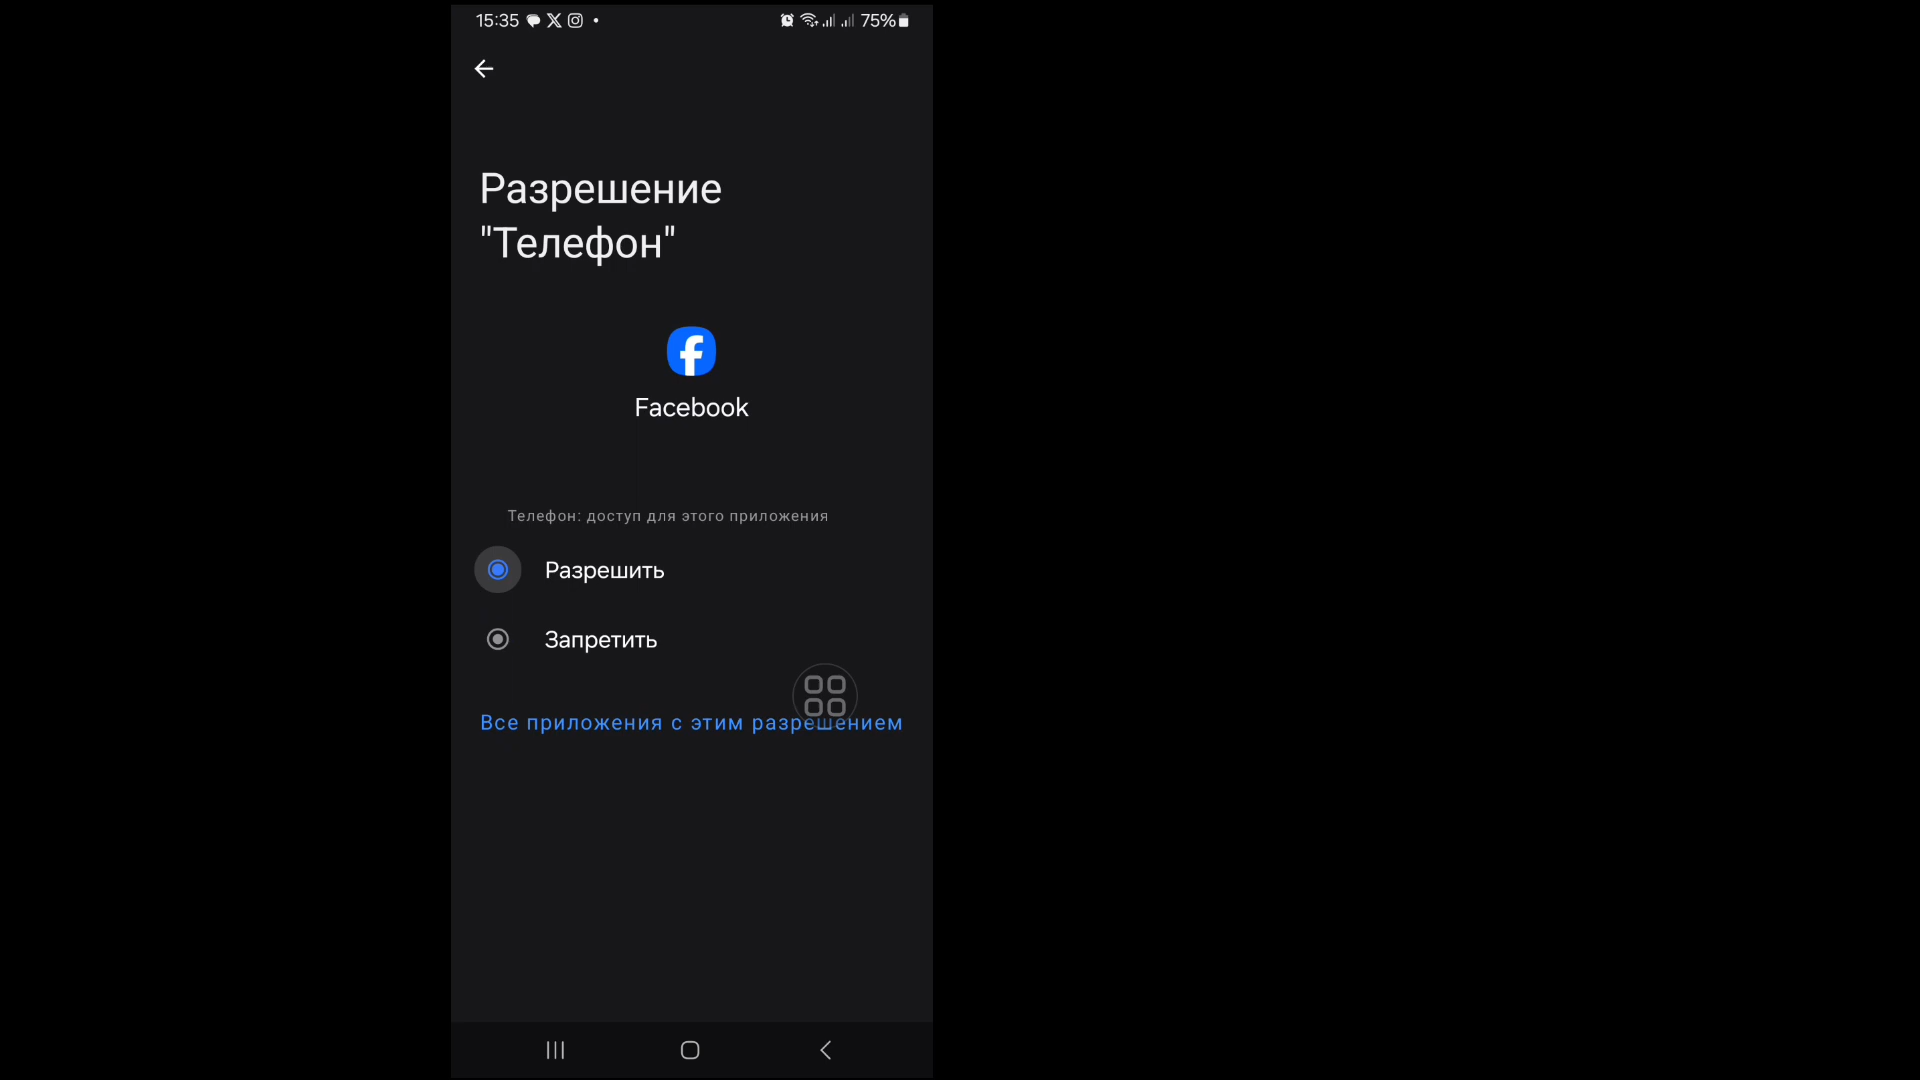 15:35
75%
Разрешение
"Телефон"
Facebook
Телефон: доступ для этого приложения
Разрешить
Запретить
Все приложения с этим разрешением